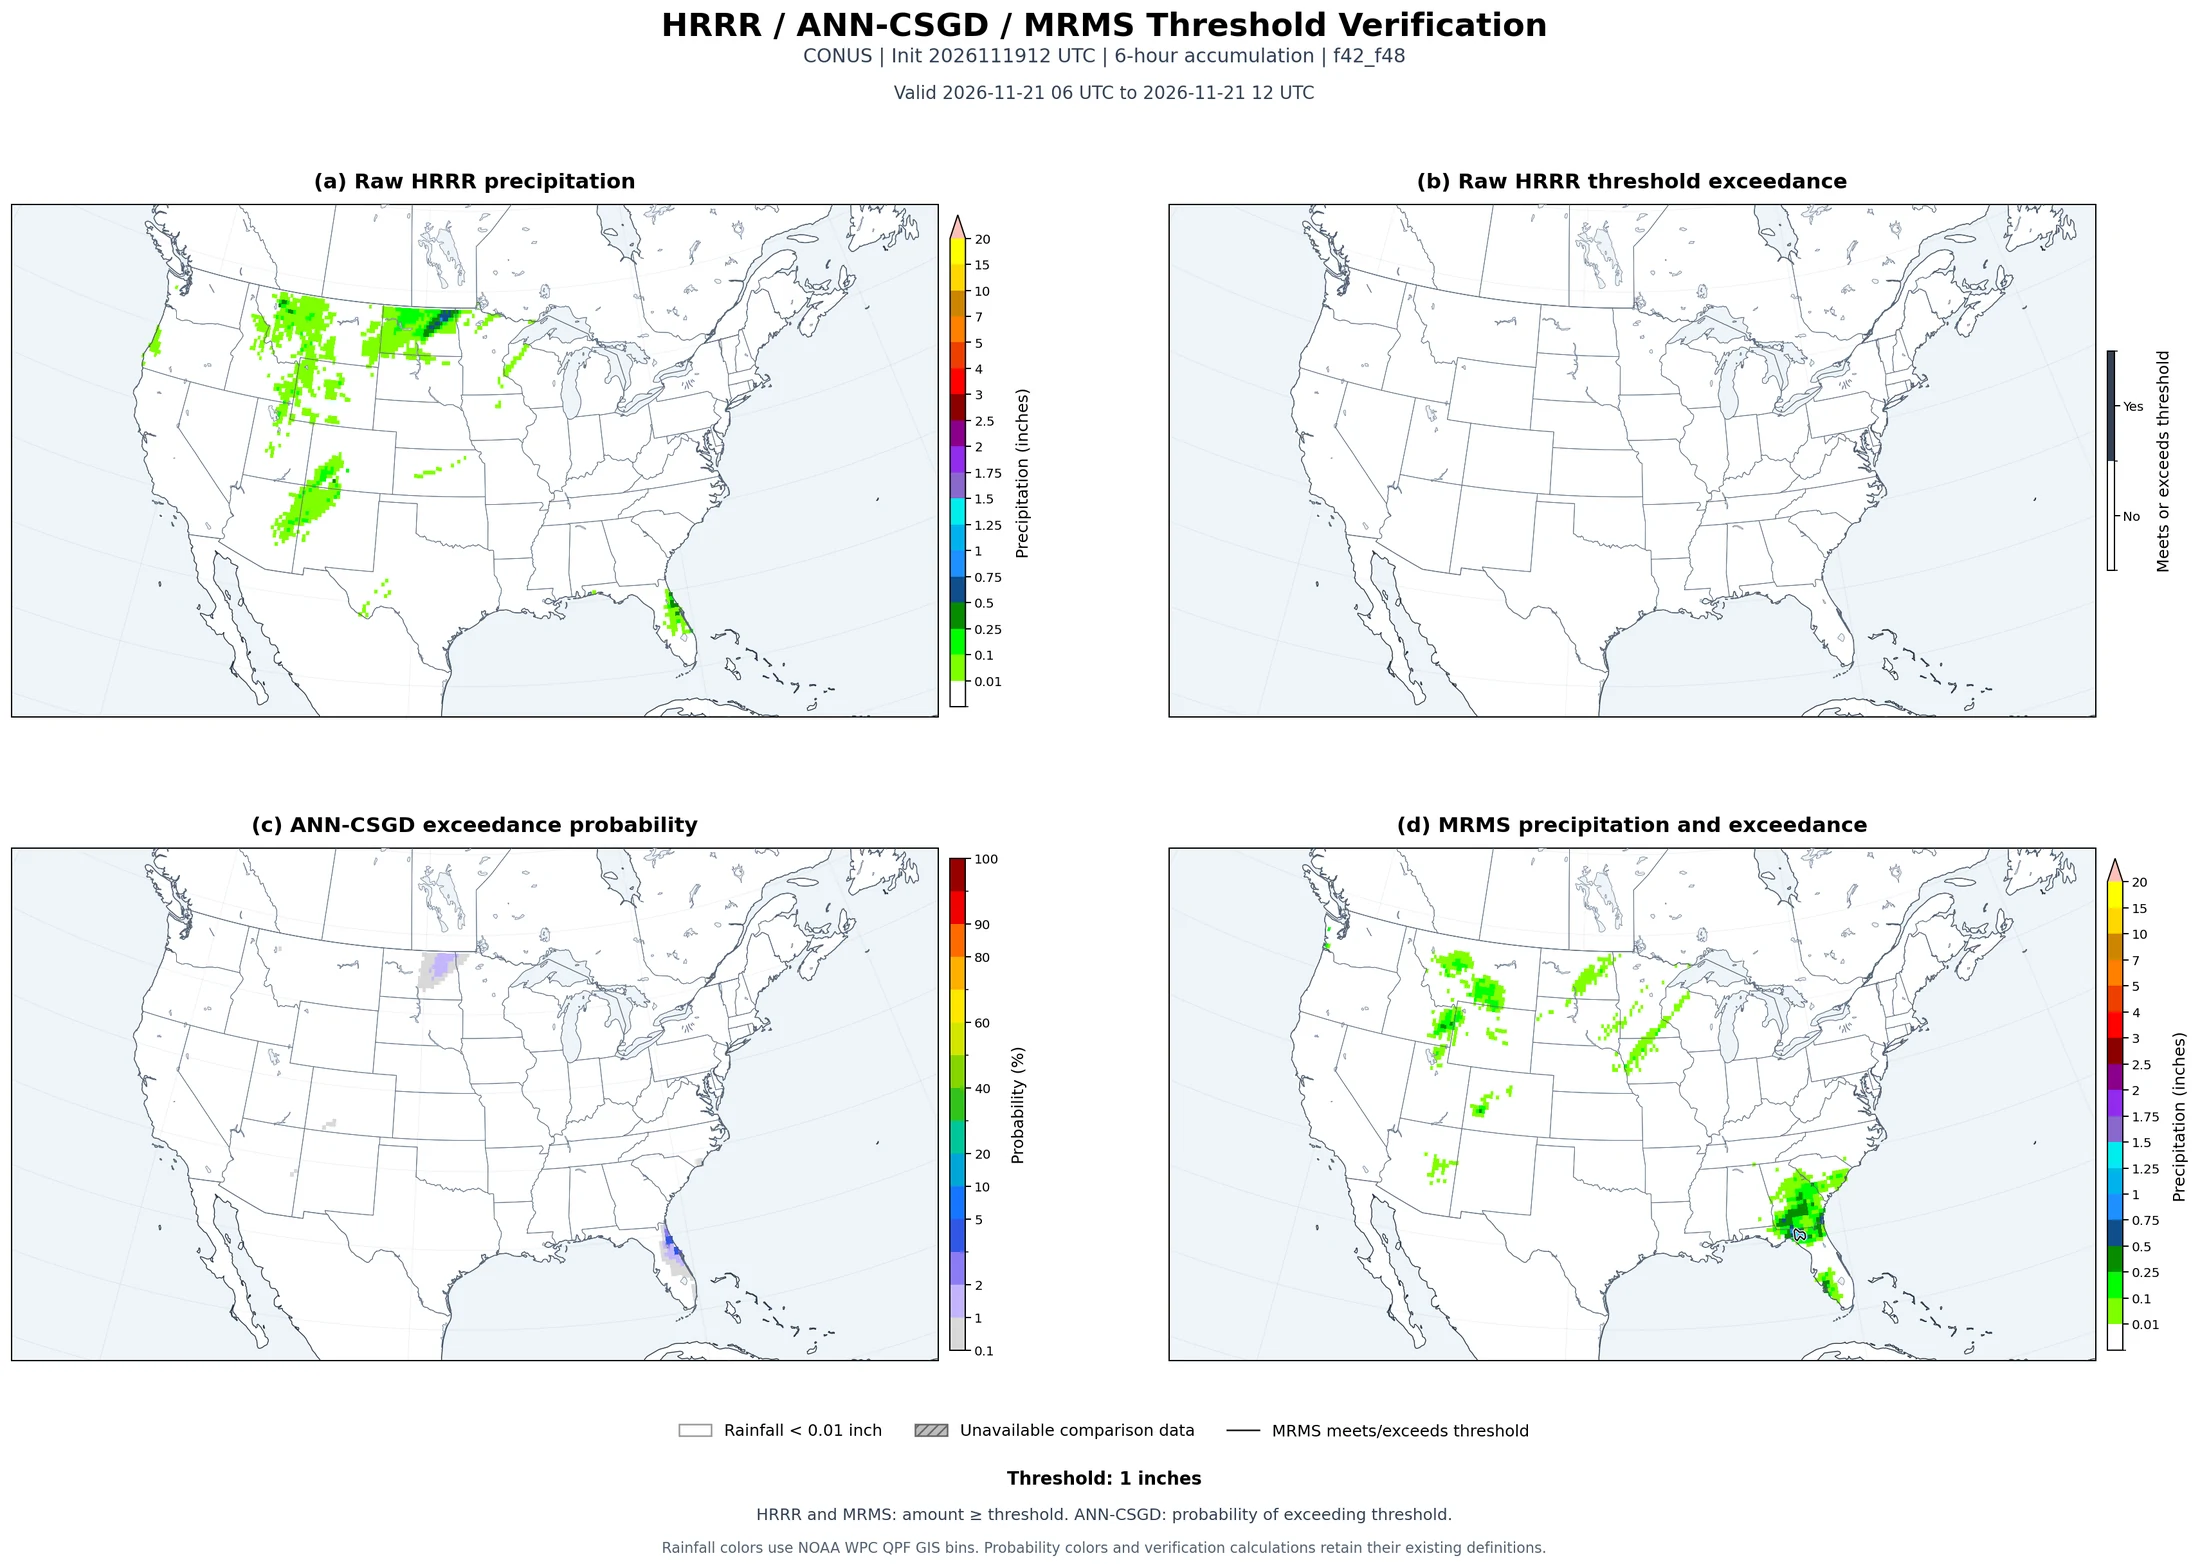 HRRR / ANN-CSGD / MRMS Threshold Verification
CONUS | Init 2026111912 UTC | 6-hour accumulation | f42_f48
Valid 2026-11-21 06 UTC to 2026-11-21 12 UTC
(a) Raw HRRR precipitation
20
15
10
7
5
4
3
2.5
2
1.75
1.5
1.25
1
0.75
0.5
0.25
0.1
0.01
Precipitation (inches)
(b) Raw HRRR threshold exceedance
Yes
No
Meets or exceeds threshold
(c) ANN-CSGD exceedance probability
100
90
80
60
40
20
10
5
2
1
0.1
Probability (%)
(d) MRMS precipitation and exceedance
20
15
10
7
5
4
3
2.5
2
1.75
1.5
1.25
1
0.75
0.5
0.25
0.1
0.01
Precipitation (inches)
Rainfall < 0.01 inch
Unavailable comparison data
MRMS meets/exceeds threshold
Threshold: 1 inches
HRRR and MRMS: amount ≥ threshold. ANN-CSGD: probability of exceeding threshold.
Rainfall colors use NOAA WPC QPF GIS bins. Probability colors and verification calculations retain their existing definitions.